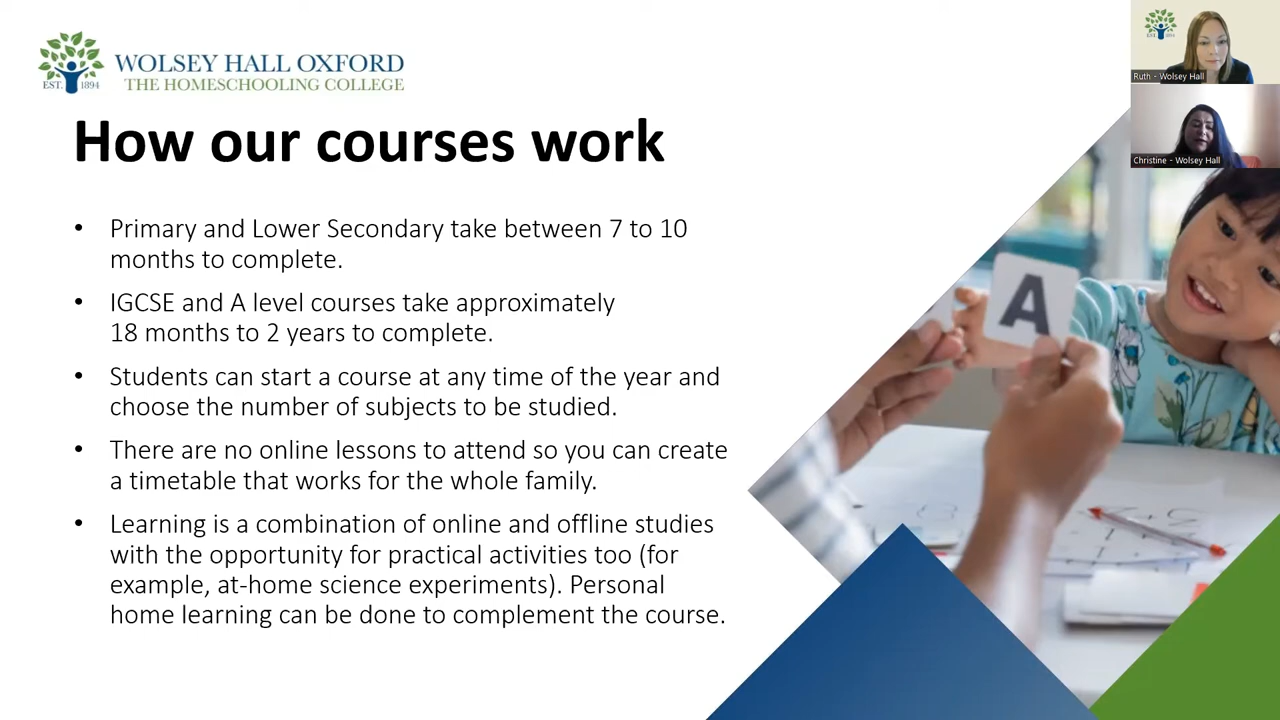 WOLSEY HALL OXFORD
EST. 1894
THE HOMESCHOOLING COLLEGE
How our courses work
• Primary and Lower Secondary take between 7 to 10
months to complete.
• IGCSE and A level courses take approximately
18 months to 2 years to complete.
• Students can start a course at any time of the year and
choose the number of subjects to be studied.
• There are no online lessons to attend so you can create
a timetable that works for the whole family.
• Learning is a combination of online and offline studies
with the opportunity for practical activities too (for
example, at-home science experiments). Personal
home learning can be done to complement the course.
Ruth - Wolsey Hall
Christine - Wolsey Hall
A